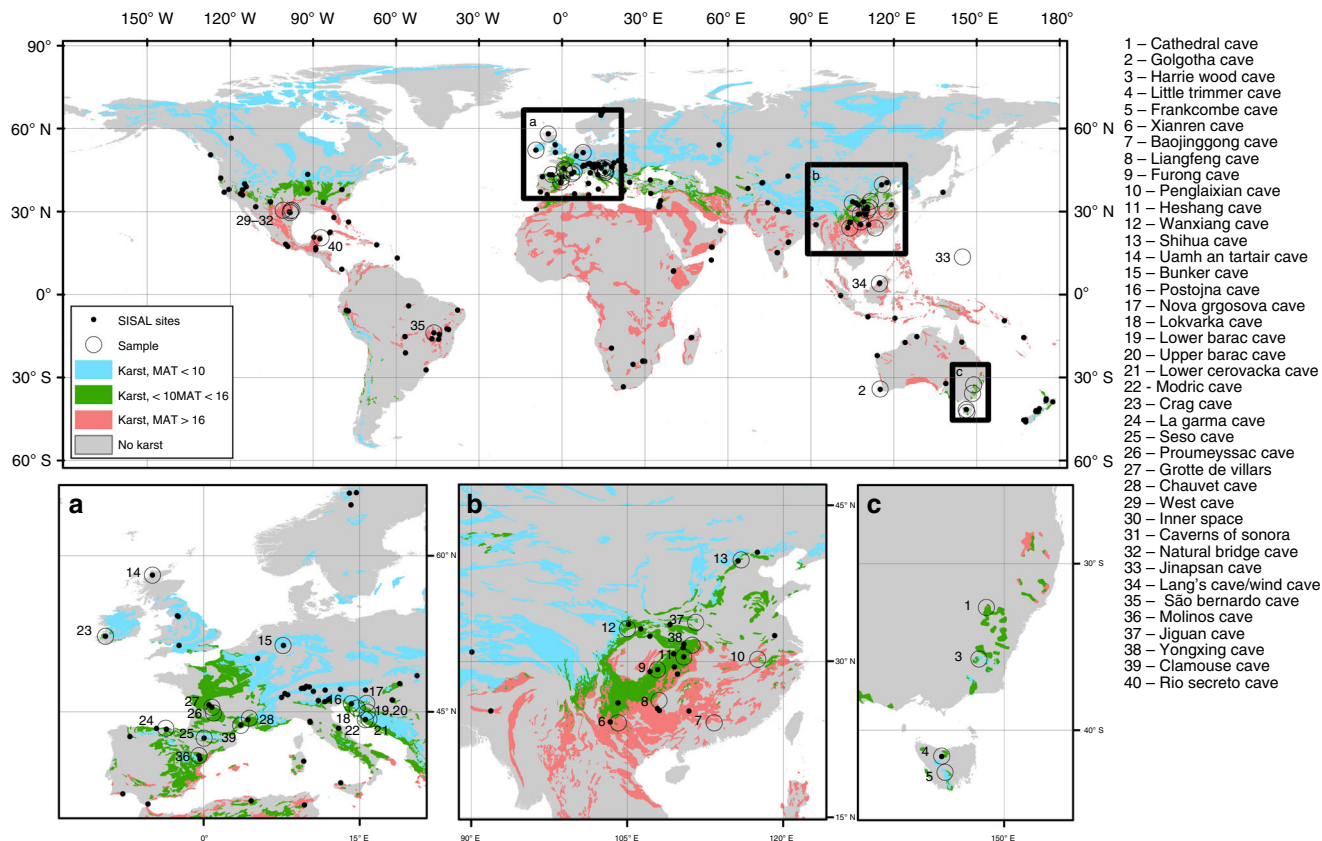 150° W 120° W 90° W 60° W 30° W 0° 30° E 60° E 90° E 120° E 150° E 180° E
90°
60° N
30° N
0°
30° S
60° S
60° N
30° N
0°
30° S
60° S
a
b
c
29–32
40
33
34
35
2
SISAL sites
Sample
Karst, MAT < 10
Karst, < 10MAT < 16
Karst, MAT > 16
No karst
a
14
23
15
27
26
24
25
36
39
28
16
17
18
19,20
22
21
60° N
45° N
0°
15° E
b
13
12
37
38
11
10
9
8
7
6
45° N
30° N
15° N
90° E
105° E
120° E
c
1
3
4
5
30° S
40° S
150° E
1 – Cathedral cave
2 – Golgotha cave
3 – Harrie wood cave
4 – Little trimmer cave
5 – Frankcombe cave
6 – Xianren cave
7 – Baojinggong cave
8 – Liangfeng cave
9 – Furong cave
10 – Penglaixian cave
11 – Heshang cave
12 – Wanxiang cave
13 – Shihua cave
14 – Uamh an tartair cave
15 – Bunker cave
16 – Postojna cave
17 – Nova grgosova cave
18 – Lokvarka cave
19 – Lower barac cave
20 – Upper barac cave
21 – Lower cerovacka cave
22 – Modric cave
23 – Crag cave
24 – La garma cave
25 – Seso cave
26 – Proumeyssac cave
27 – Grotte de villars
28 – Chauvet cave
29 – West cave
30 – Inner space
31 – Caverns of sonora
32 – Natural bridge cave
33 – Jinapsan cave
34 – Lang's cave/wind cave
35 – São bernardo cave
36 – Molinos cave
37 – Jiguan cave
38 – Yongxing cave
39 – Clamouse cave
40 – Rio secreto cave